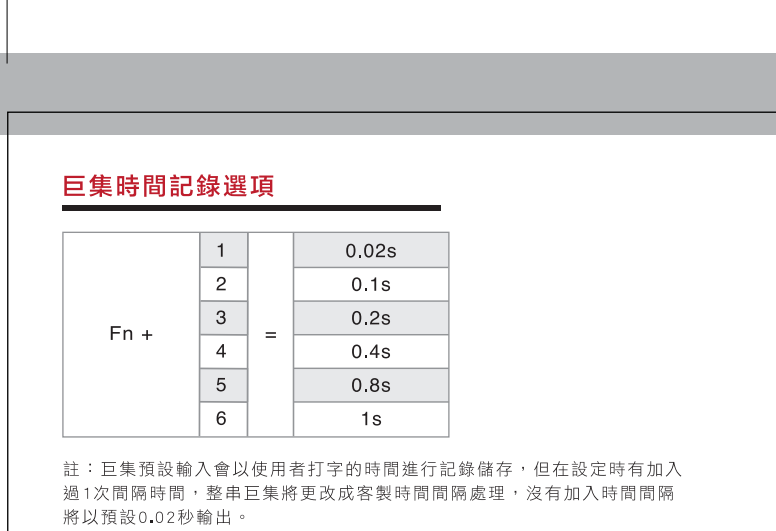 巨集時間記錄選項
1 0.02s
2 0.1s
3 0.2s
Fn + =
4 0.4s
5 0.8s
6 1s
註：巨集預設輸入會以使用者打字的時間進行記錄儲存，但在設定時有加入
過1次間隔時間，整串巨集將更改成客製時間間隔處理，沒有加入時間間隔
將以預設0.02秒輸出。